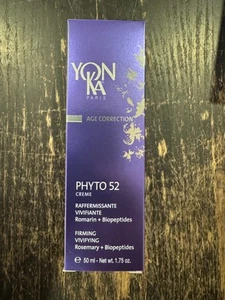 YON
KA
PARIS
AGE CORRECTION
PHYTO 52
CREME
RAFFERMISSANTE
VIVIFIANTE
Romarin + Biopeptides
FIRMING
VIVIFYING
Rosemary + Biopeptides
e 50 ml - Net wt. 1.75 oz.